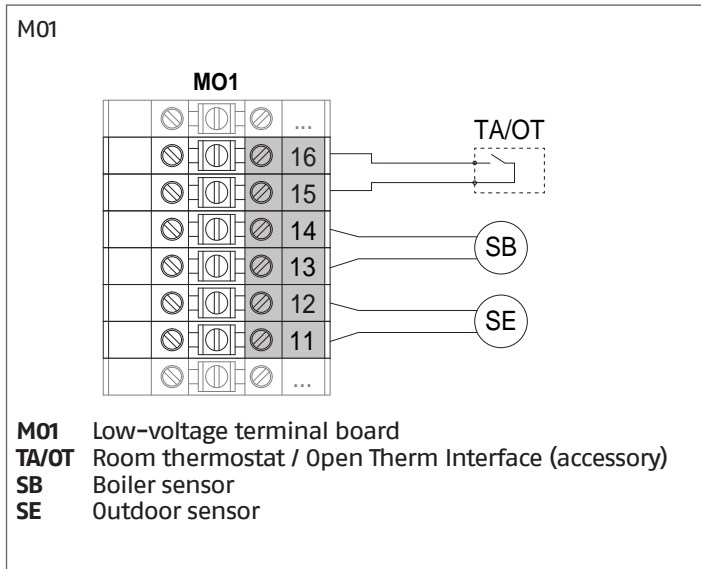 M01
MO1
...
TA/OT
16
15
14
SB
13
12
SE
11
...
M01 Low-voltage terminal board
TA/OT Room thermostat / Open Therm Interface (accessory)
SB Boiler sensor
SE Outdoor sensor